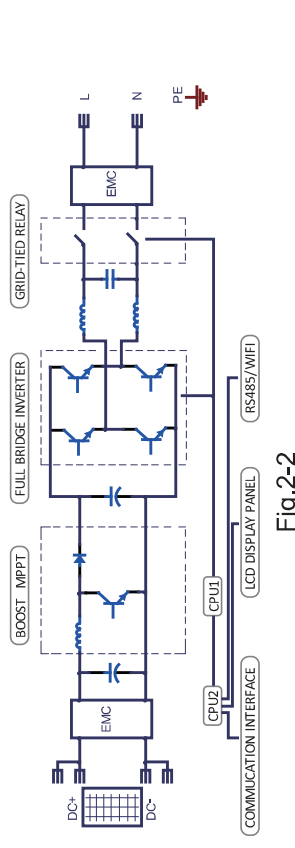 DC+
DC-
EMC
BOOST MPPT
FULL BRIDGE INVERTER
GRID-TIED RELAY
EMC
L
N
PE
CPU2
CPU1
COMMUCATION INTERFACE
LCD DISPLAY PANEL
RS485/WIFI
Fig.2-2